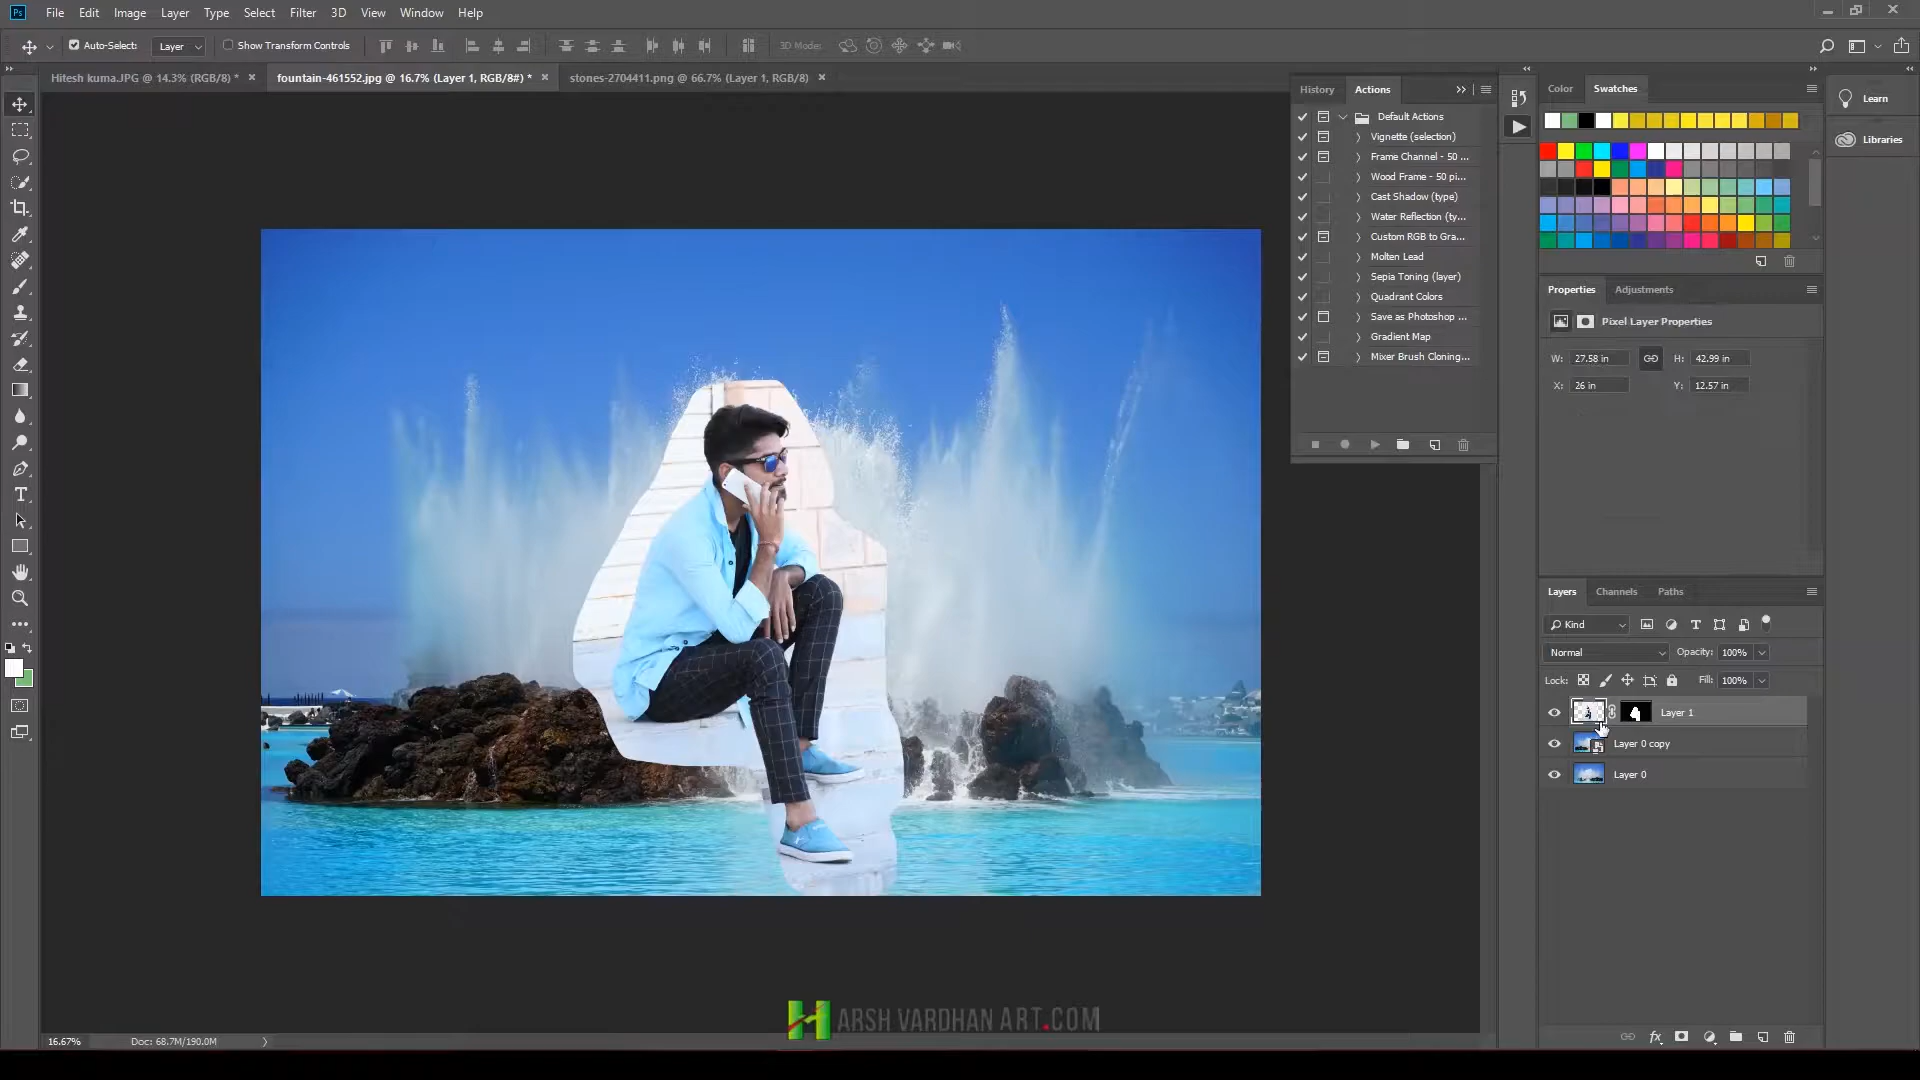 Ps File Edit Image Layer Type Select Filter 3D View Window Help
Auto-Select: Layer Show Transform Controls 3D Mode:
Hitesh kuma.JPG @ 14.3% (RGB/8) * × fountain-461552.jpg @ 16.7% (Layer 1, RGB/8#) * × stones-2704411.png @ 66.7% (Layer 1, RGB/8) ×
History Actions
Default Actions
Vignette (selection)
Frame Channel - 50 ...
Wood Frame - 50 pi...
Cast Shadow (type)
Water Reflection (ty...
Custom RGB to Gra...
Molten Lead
Sepia Toning (layer)
Quadrant Colors
Save as Photoshop ...
Gradient Map
Mixer Brush Cloning...
Color Swatches
Learn
Libraries
Properties Adjustments
Pixel Layer Properties
W: 27.58 in H: 42.99 in
X: 26 in Y: 12.57 in
Layers Channels Paths
Kind
Normal Opacity: 100%
Lock: Fill: 100%
Layer 1
Layer 0 copy
Layer 0
HARSH VARDHAN ART.COM
16.67% Doc: 68.7M/190.0M